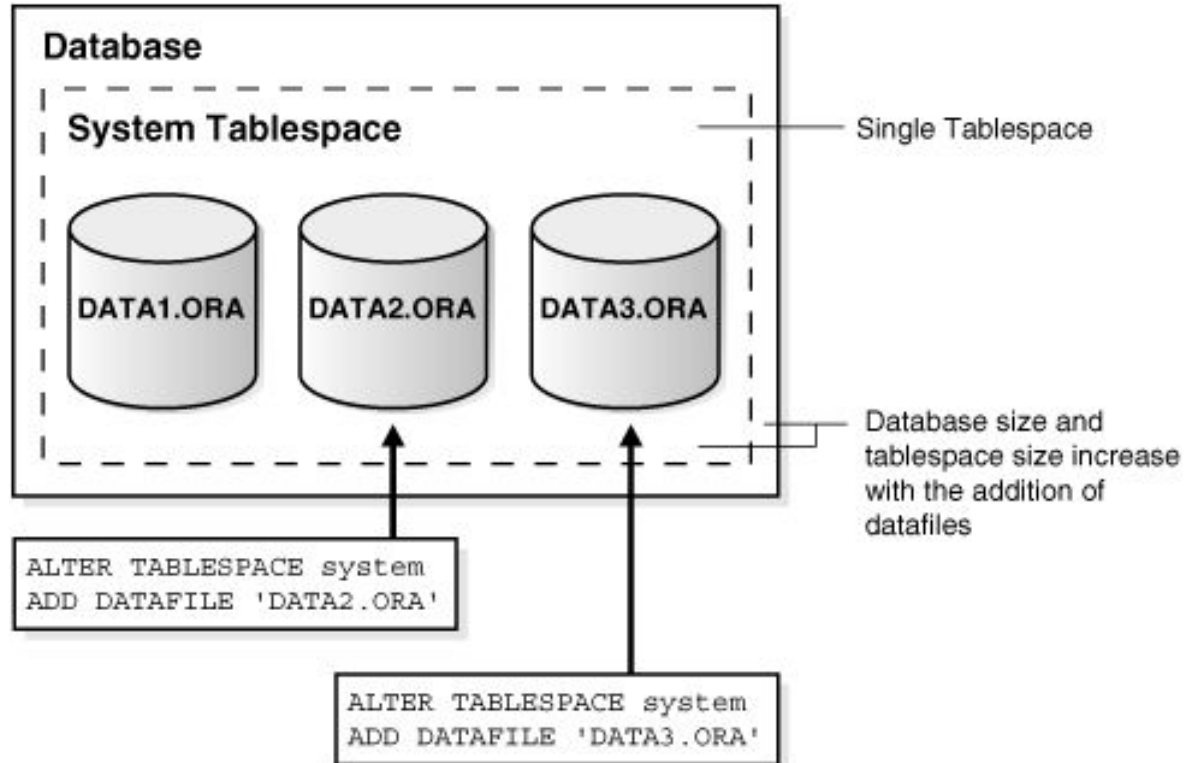 Database
System Tablespace
Single Tablespace
DATA1.ORA
DATA2.ORA
DATA3.ORA
Database size and
tablespace size increase
with the addition of
datafiles
ALTER TABLESPACE system
ADD DATAFILE 'DATA2.ORA'
ALTER TABLESPACE system
ADD DATAFILE 'DATA3.ORA'